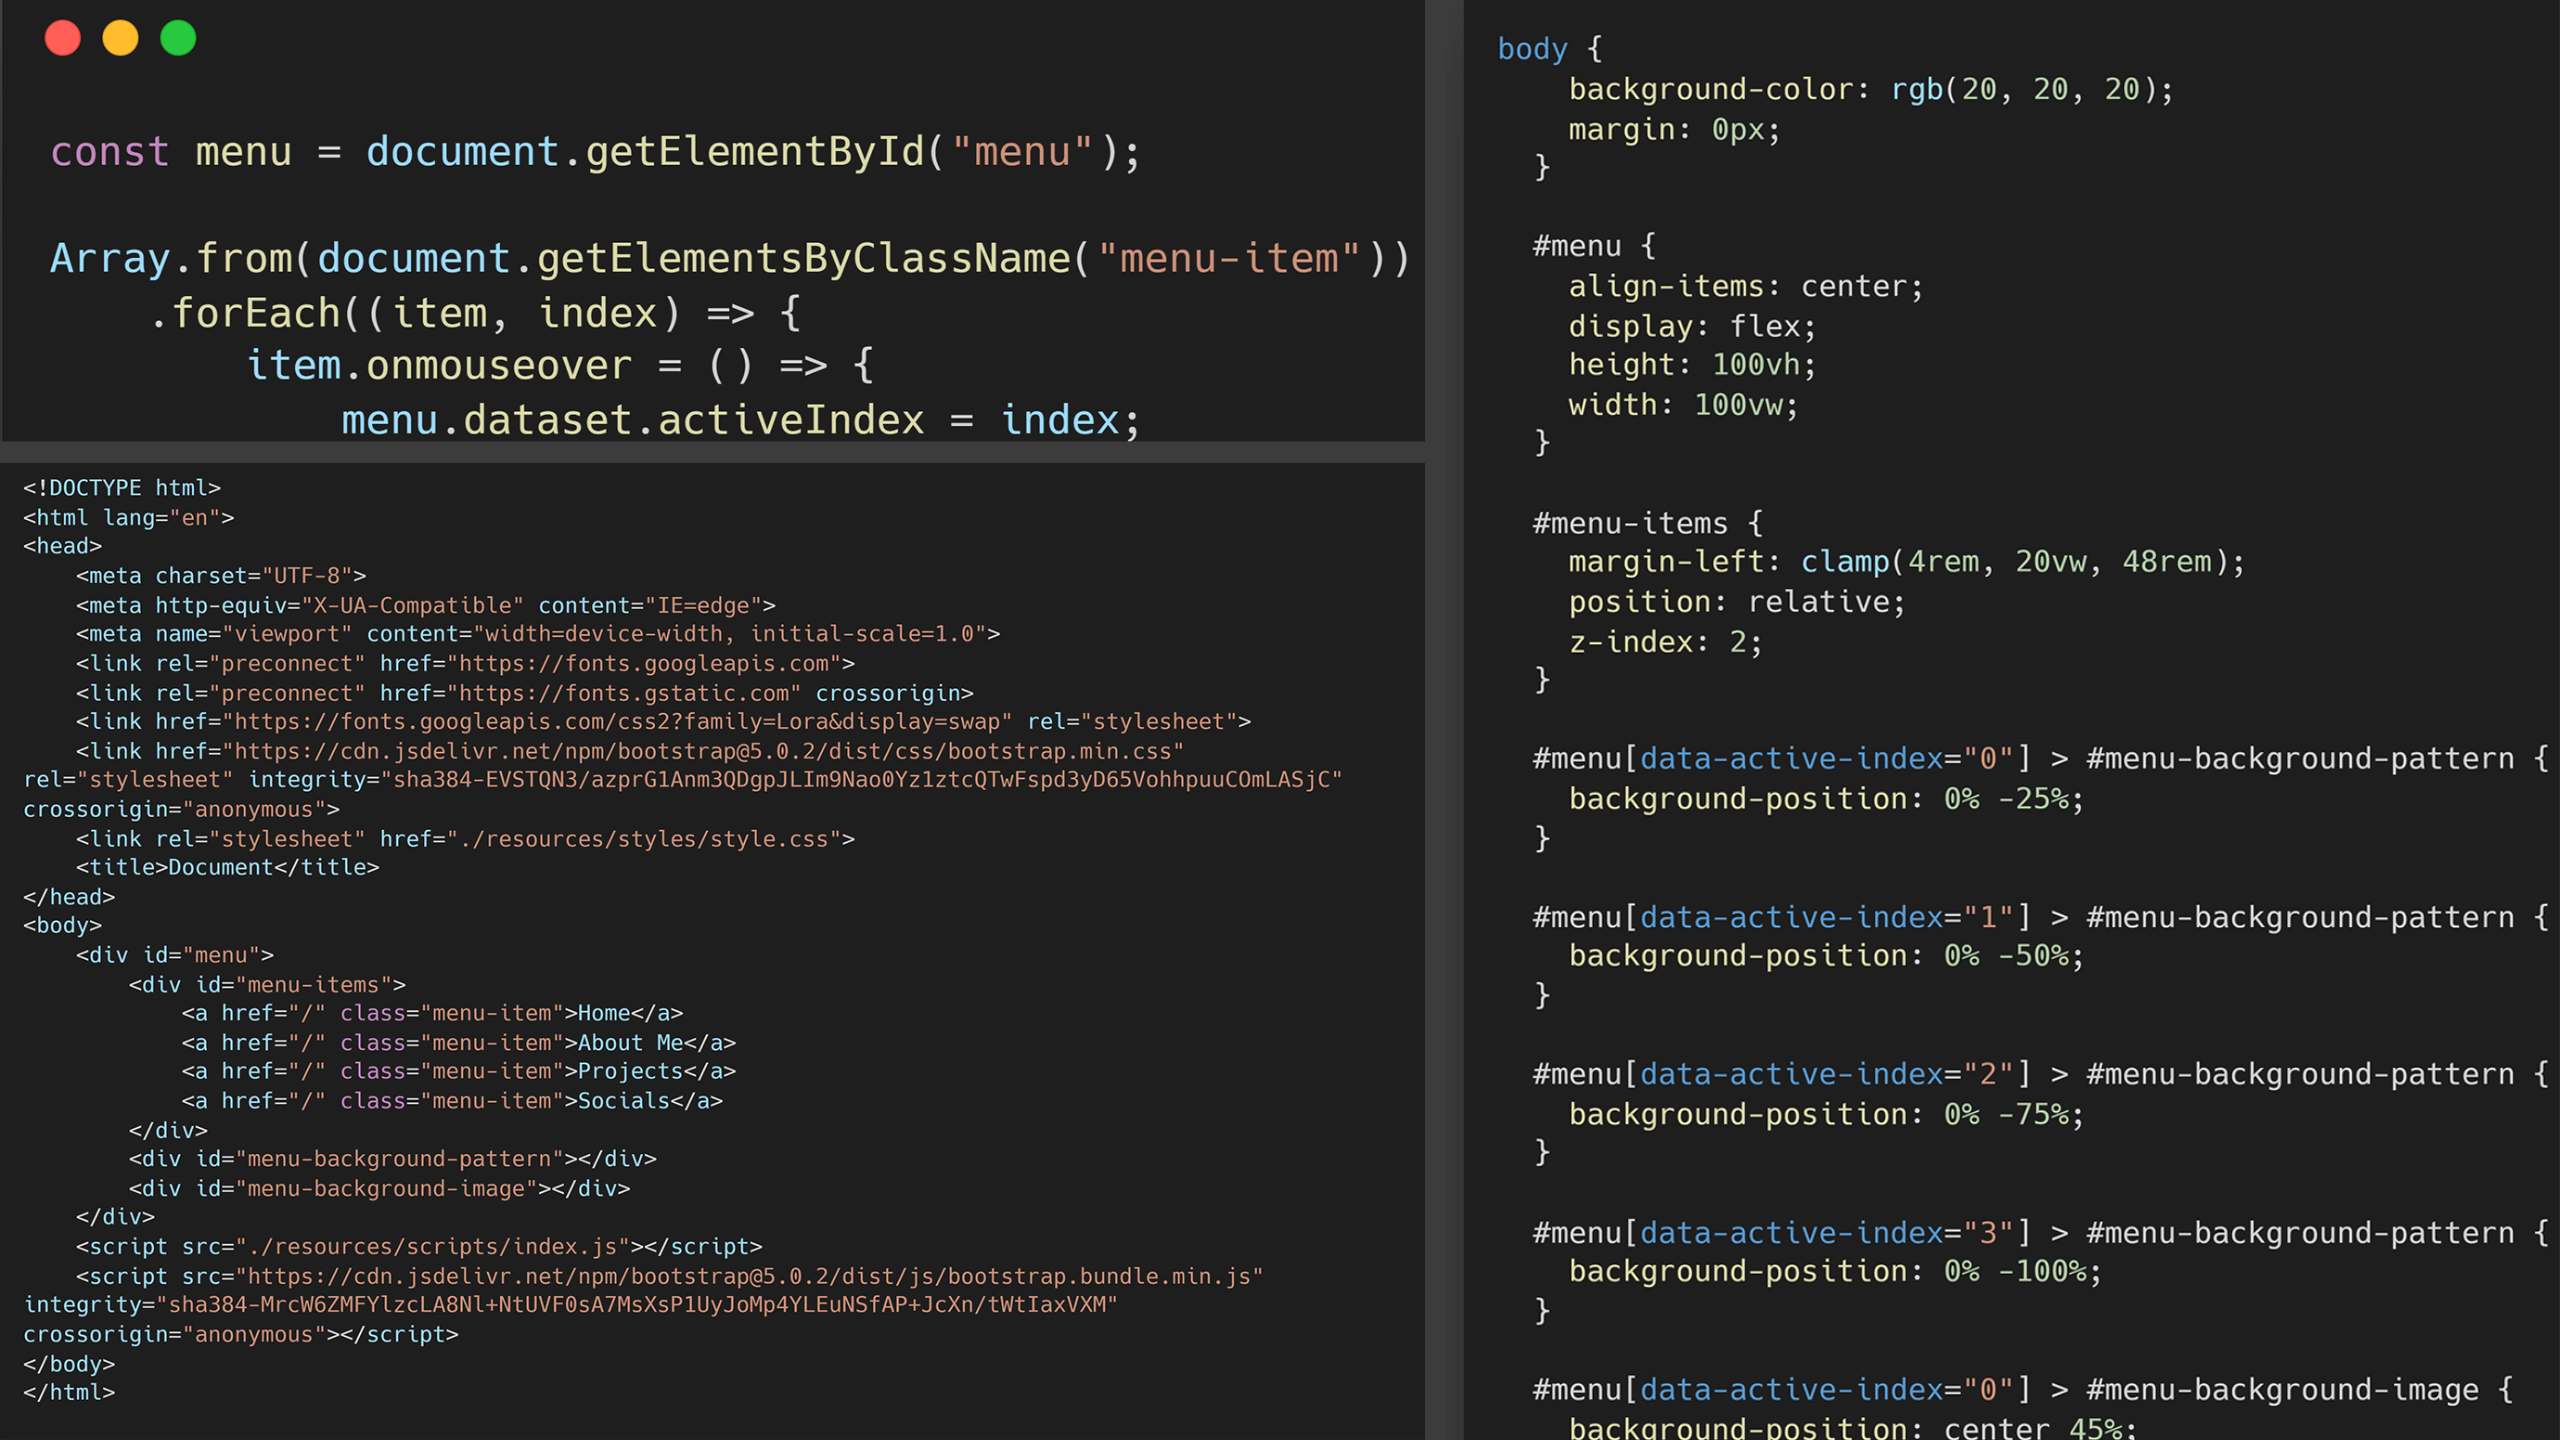 const menu = document.getElementById("menu");
Array.from(document.getElementsByClassName("menu-item"))
.forEach((item, index) => {
item.onmouseover = () => {
menu.dataset.activeIndex = index;
<!DOCTYPE html>
<html lang="en">
<head>
<meta charset="UTF-8">
<meta http-equiv="X-UA-Compatible" content="IE=edge">
<meta name="viewport" content="width=device-width, initial-scale=1.0">
<link rel="preconnect" href="https://fonts.googleapis.com">
<link rel="preconnect" href="https://fonts.gstatic.com" crossorigin>
<link href="https://fonts.googleapis.com/css2?family=Lora&display=swap" rel="stylesheet">
<link href="https://cdn.jsdelivr.net/npm/bootstrap@5.0.2/dist/css/bootstrap.min.css"
rel="stylesheet" integrity="sha384-EVSTQN3/azprG1Anm3QDgpJLIm9Nao0Yz1ztcQTwFspd3yD65VohhpuuCOmLASjC"
crossorigin="anonymous">
<link rel="stylesheet" href="./resources/styles/style.css">
<title>Document</title>
</head>
<body>
<div id="menu">
<div id="menu-items">
<a href="/" class="menu-item">Home</a>
<a href="/" class="menu-item">About Me</a>
<a href="/" class="menu-item">Projects</a>
<a href="/" class="menu-item">Socials</a>
</div>
<div id="menu-background-pattern"></div>
<div id="menu-background-image"></div>
</div>
<script src="./resources/scripts/index.js"></script>
<script src="https://cdn.jsdelivr.net/npm/bootstrap@5.0.2/dist/js/bootstrap.bundle.min.js"
integrity="sha384-MrcW6ZMFYlzcLA8Nl+NtUVF0sA7MsXsP1UyJoMp4YLEuNSfAP+JcXn/tWtIaxVXM"
crossorigin="anonymous"></script>
</body>
</html>
body {
background-color: rgb(20, 20, 20);
margin: 0px;
}
#menu {
align-items: center;
display: flex;
height: 100vh;
width: 100vw;
}
#menu-items {
margin-left: clamp(4rem, 20vw, 48rem);
position: relative;
z-index: 2;
}
#menu[data-active-index="0"] > #menu-background-pattern {
background-position: 0% -25%;
}
#menu[data-active-index="1"] > #menu-background-pattern {
background-position: 0% -50%;
}
#menu[data-active-index="2"] > #menu-background-pattern {
background-position: 0% -75%;
}
#menu[data-active-index="3"] > #menu-background-pattern {
background-position: 0% -100%;
}
#menu[data-active-index="0"] > #menu-background-image {
background-position: center 45%;